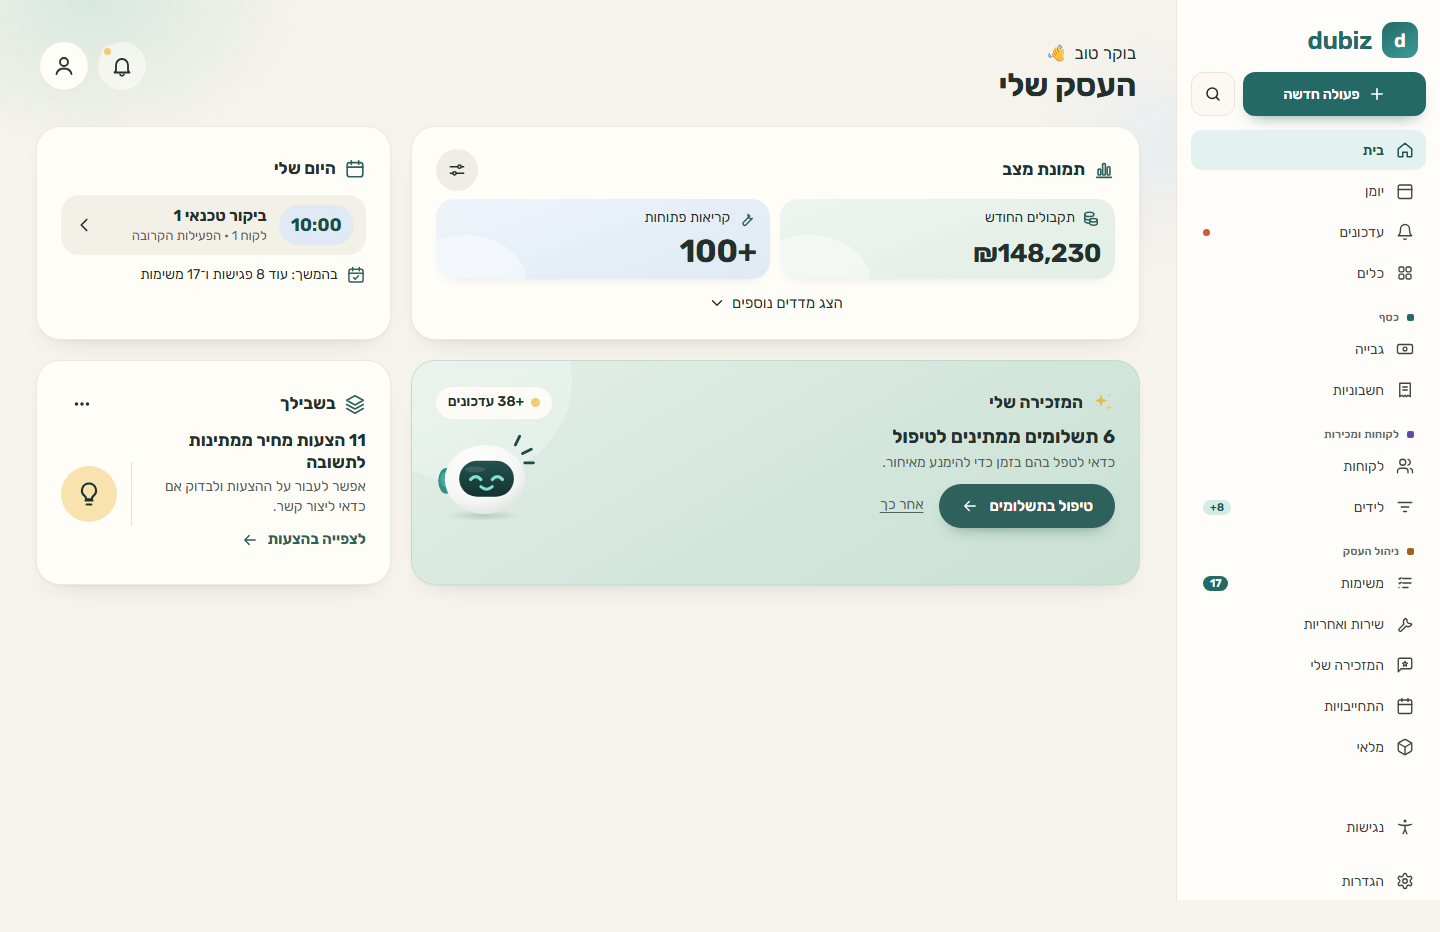 dubiz
d
פעולה חדשה
בית
יומן
עדכונים
כלים
כסף
גבייה
חשבוניות
לקוחות ומכירות
לקוחות
לידים
8+
ניהול העסק
משימות
17
שירות ואחריות
המזכירה שלי
התחייבויות
מלאי
נגישות
הגדרות
בוקר טוב 👋
העסק שלי
תמונת מצב
תקבולים החודש
₪148,230
קריאות פתוחות
100+
הצג מדדים נוספים
היום שלי
10:00
ביקור טכנאי 1
לקוח 1 • הפעילות הקרובה
בהמשך: עוד 8 פגישות ו־17 משימות
המזכירה שלי
38+ עדכונים
6 תשלומים ממתינים לטיפול
כדאי לטפל בהם בזמן כדי להימנע מאיחור.
טיפול בתשלומים
אחר כך
בשבילך
11 הצעות מחיר ממתינות
לתשובה
אפשר לעבור על ההצעות ולבדוק אם
כדאי ליצור קשר.
לצפייה בהצעות